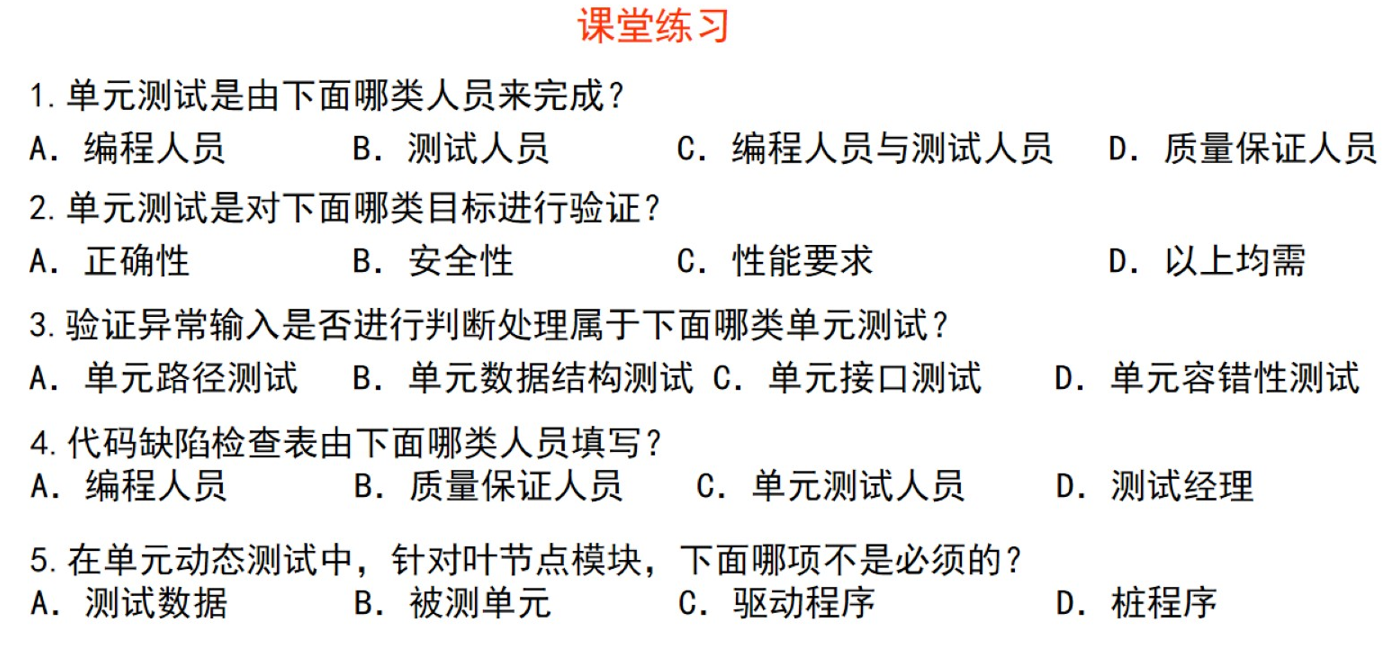 课堂练习
1. 单元测试是由下面哪类人员来完成？
A. 编程人员 B. 测试人员 C. 编程人员与测试人员 D. 质量保证人员
2. 单元测试是对下面哪类目标进行验证？
A. 正确性 B. 安全性 C. 性能要求 D. 以上均需
3. 验证异常输入是否进行判断处理属于下面哪类单元测试？
A. 单元路径测试 B. 单元数据结构测试 C. 单元接口测试 D. 单元容错性测试
4. 代码缺陷检查表由下面哪类人员填写？
A. 编程人员 B. 质量保证人员 C. 单元测试人员 D. 测试经理
5. 在单元动态测试中，针对叶节点模块，下面哪项不是必须的？
A. 测试数据 B. 被测单元 C. 驱动程序 D. 桩程序